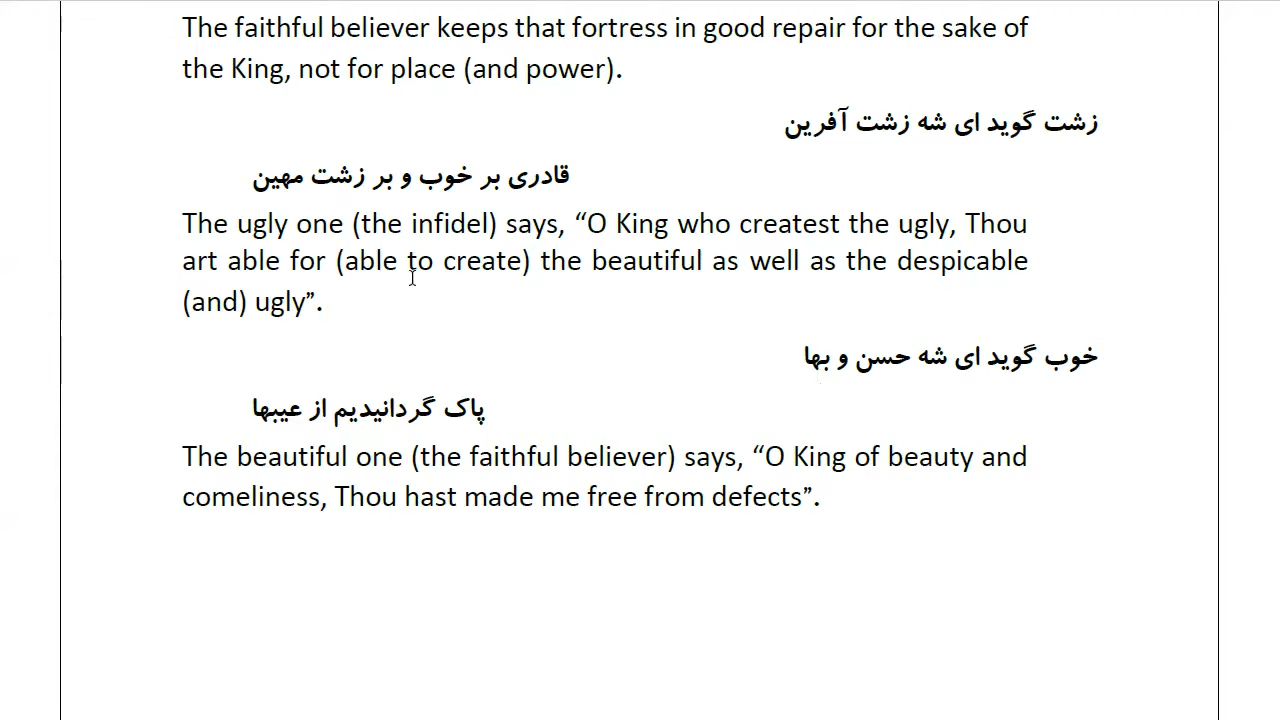 The faithful believer keeps that fortress in good repair for the sake of
the King, not for place (and power).
زشت گوید ای شه زشت آفرین
قادری بر خوب و بر زشت مهین
The ugly one (the infidel) says, “O King who createst the ugly, Thou
art able for (able to create) the beautiful as well as the despicable
(and) ugly”.
خوب گوید ای شه حسن و بها
پاک گردانیدیم از عیبها
The beautiful one (the faithful believer) says, “O King of beauty and
comeliness, Thou hast made me free from defects”.